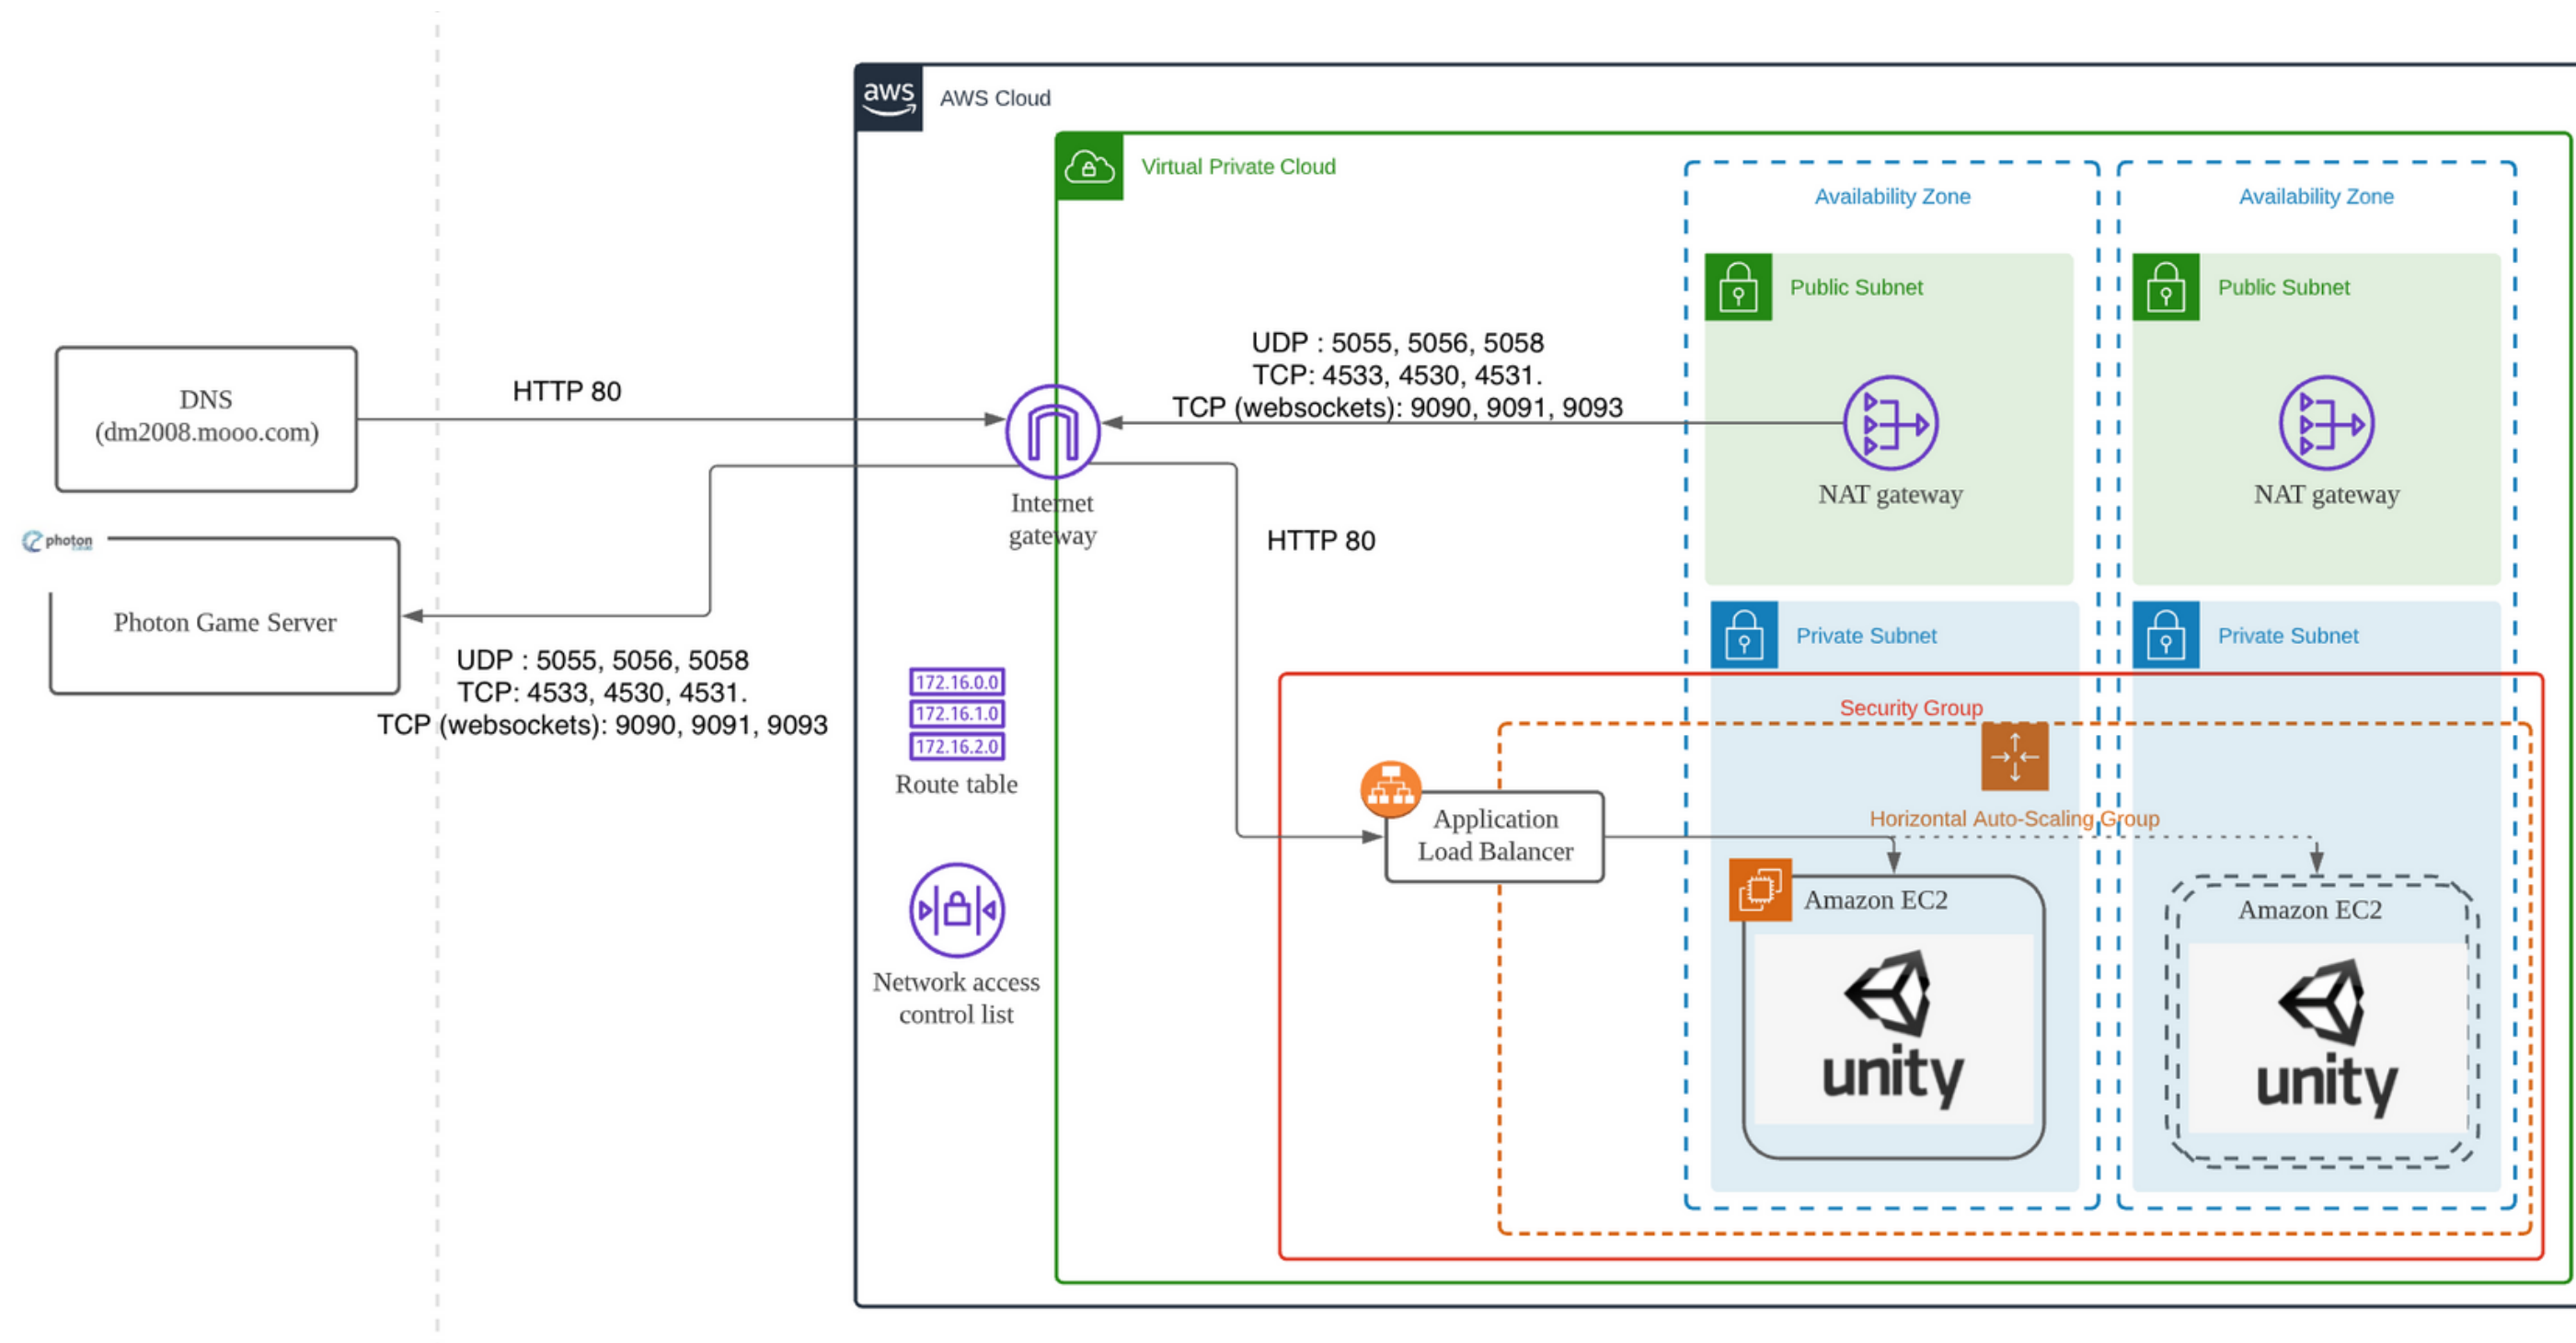 aws
AWS Cloud
Virtual Private Cloud
Availability Zone
Availability Zone
Public Subnet
Public Subnet
UDP : 5055, 5056, 5058
TCP: 4533, 4530, 4531.
TCP (websockets): 9090, 9091, 9093
DNS
(dm2008.mooo.com)
HTTP 80
NAT gateway
NAT gateway
Internet
gateway
HTTP 80
photon
Photon Game Server
UDP : 5055, 5056, 5058
TCP: 4533, 4530, 4531.
TCP (websockets): 9090, 9091, 9093
Private Subnet
Private Subnet
172.16.0.0
172.16.1.0
172.16.2.0
Route table
Security Group
Horizontal Auto-Scaling Group
Application
Load Balancer
Amazon EC2
Amazon EC2
Network access
control list
unity
unity